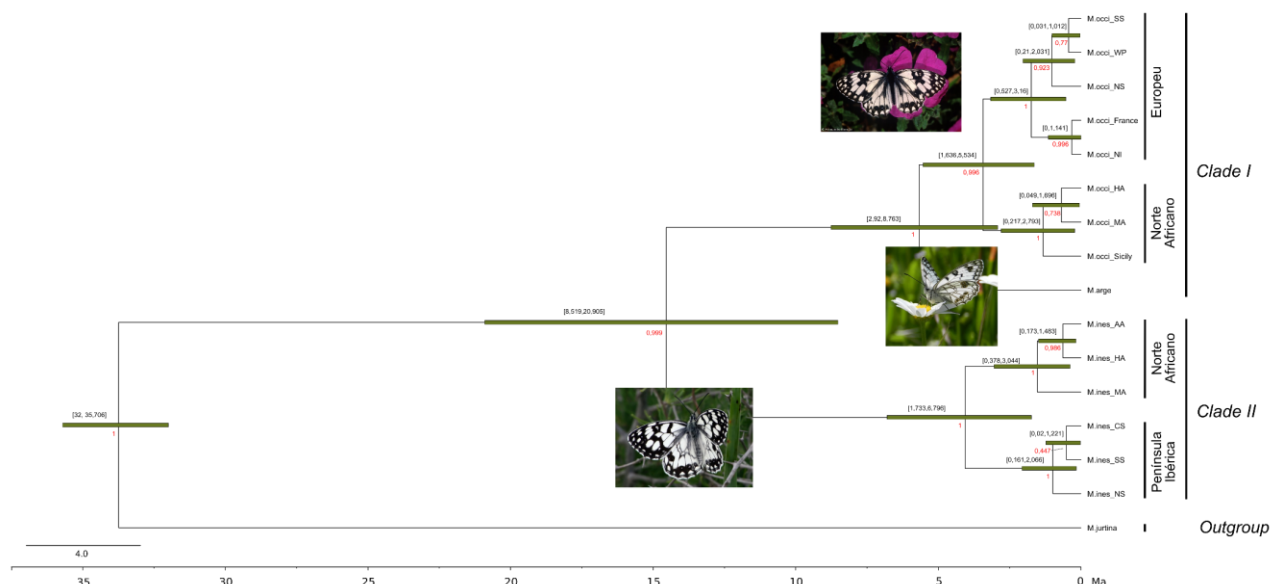 M.occi_SS
[0,031,1,012]
0,77
M.occi_WP
[0,21,2,031]
0,923
M.occi_NS
[0,527,3,16]
1
M.occi_France
[0,1,141]
0,996
M.occi_NI
Europeu
[1,636,5,534]
0,996
M.occi_HA
[0,049,1,696]
0,738
M.occi_MA
[0,217,2,793]
1
M.occi_Sicily
Norte
Africano
[2,92,8,763]
1
M.arge
Clade I
[8,519,20,905]
0,999
M.ines_AA
[0,173,1,483]
0,986
M.ines_HA
[0,378,3,044]
1
M.ines_MA
Norte
Africano
[1,733,6,796]
1
M.ines_CS
[0,02,1,221]
0,447
M.ines_SS
[0,161,2,066]
1
M.ines_NS
Península
Ibérica
Clade II
[32, 35,706]
1
M.jurtina
Outgroup
4.0
35 30 25 20 15 10 5 0 Ma